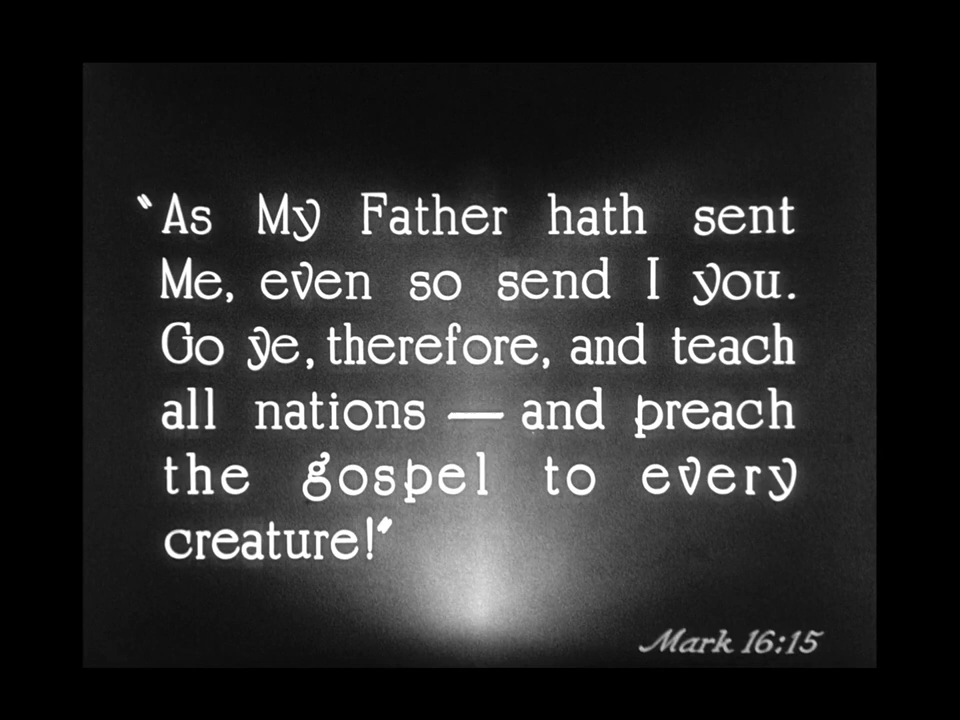 "As My Father hath sent
Me, even so send I you.
Go ye, therefore, and teach
all nations — and preach
the gospel to every
creature!"
Mark 16:15